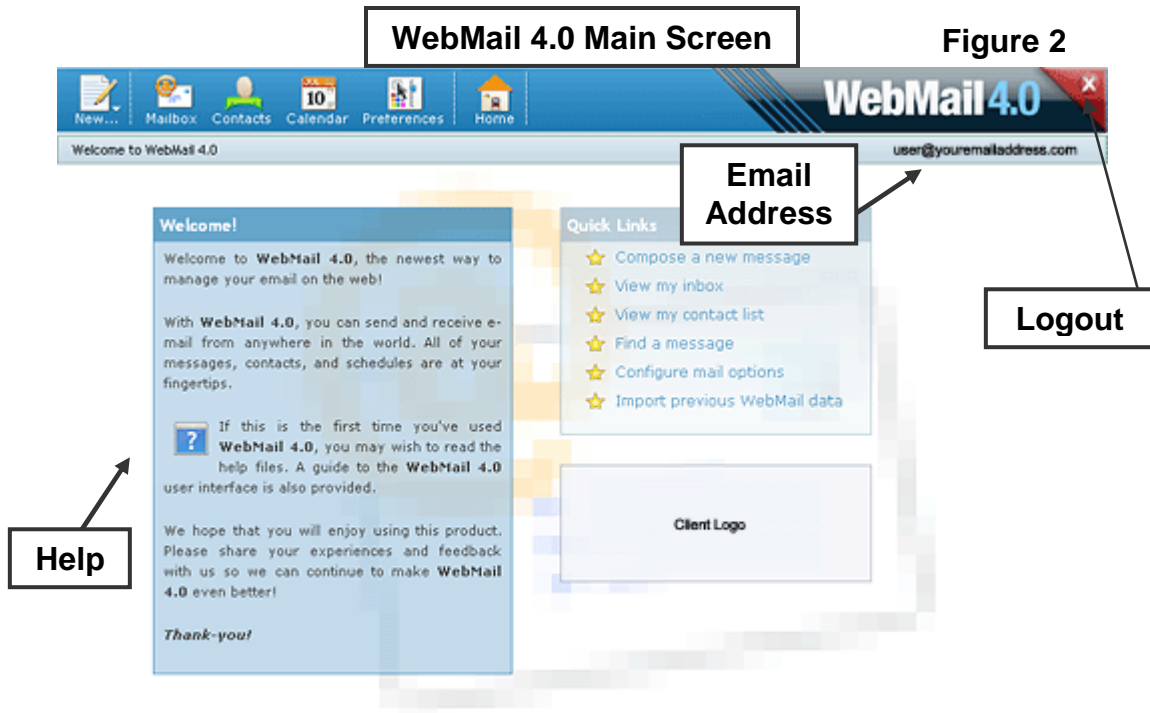 WebMail 4.0 Main Screen
Figure 2
New... Mailbox Contacts Calendar Preferences Home
10
WebMail 4.0
x
Welcome to WebMail 4.0
user@youremailaddress.com
Email
Address
Logout
Welcome!
Welcome to WebMail 4.0, the newest way to
manage your email on the web!
With WebMail 4.0, you can send and receive e-
mail from anywhere in the world. All of your
messages, contacts, and schedules are at your
fingertips.
? If this is the first time you've used
WebMail 4.0, you may wish to read the
help files. A guide to the WebMail 4.0
user interface is also provided.
We hope that you will enjoy using this product.
Please share your experiences and feedback
with us so we can continue to make WebMail
4.0 even better!
Thank-you!
Help
Quick Links
Compose a new message
View my inbox
View my contact list
Find a message
Configure mail options
Import previous WebMail data
Client Logo